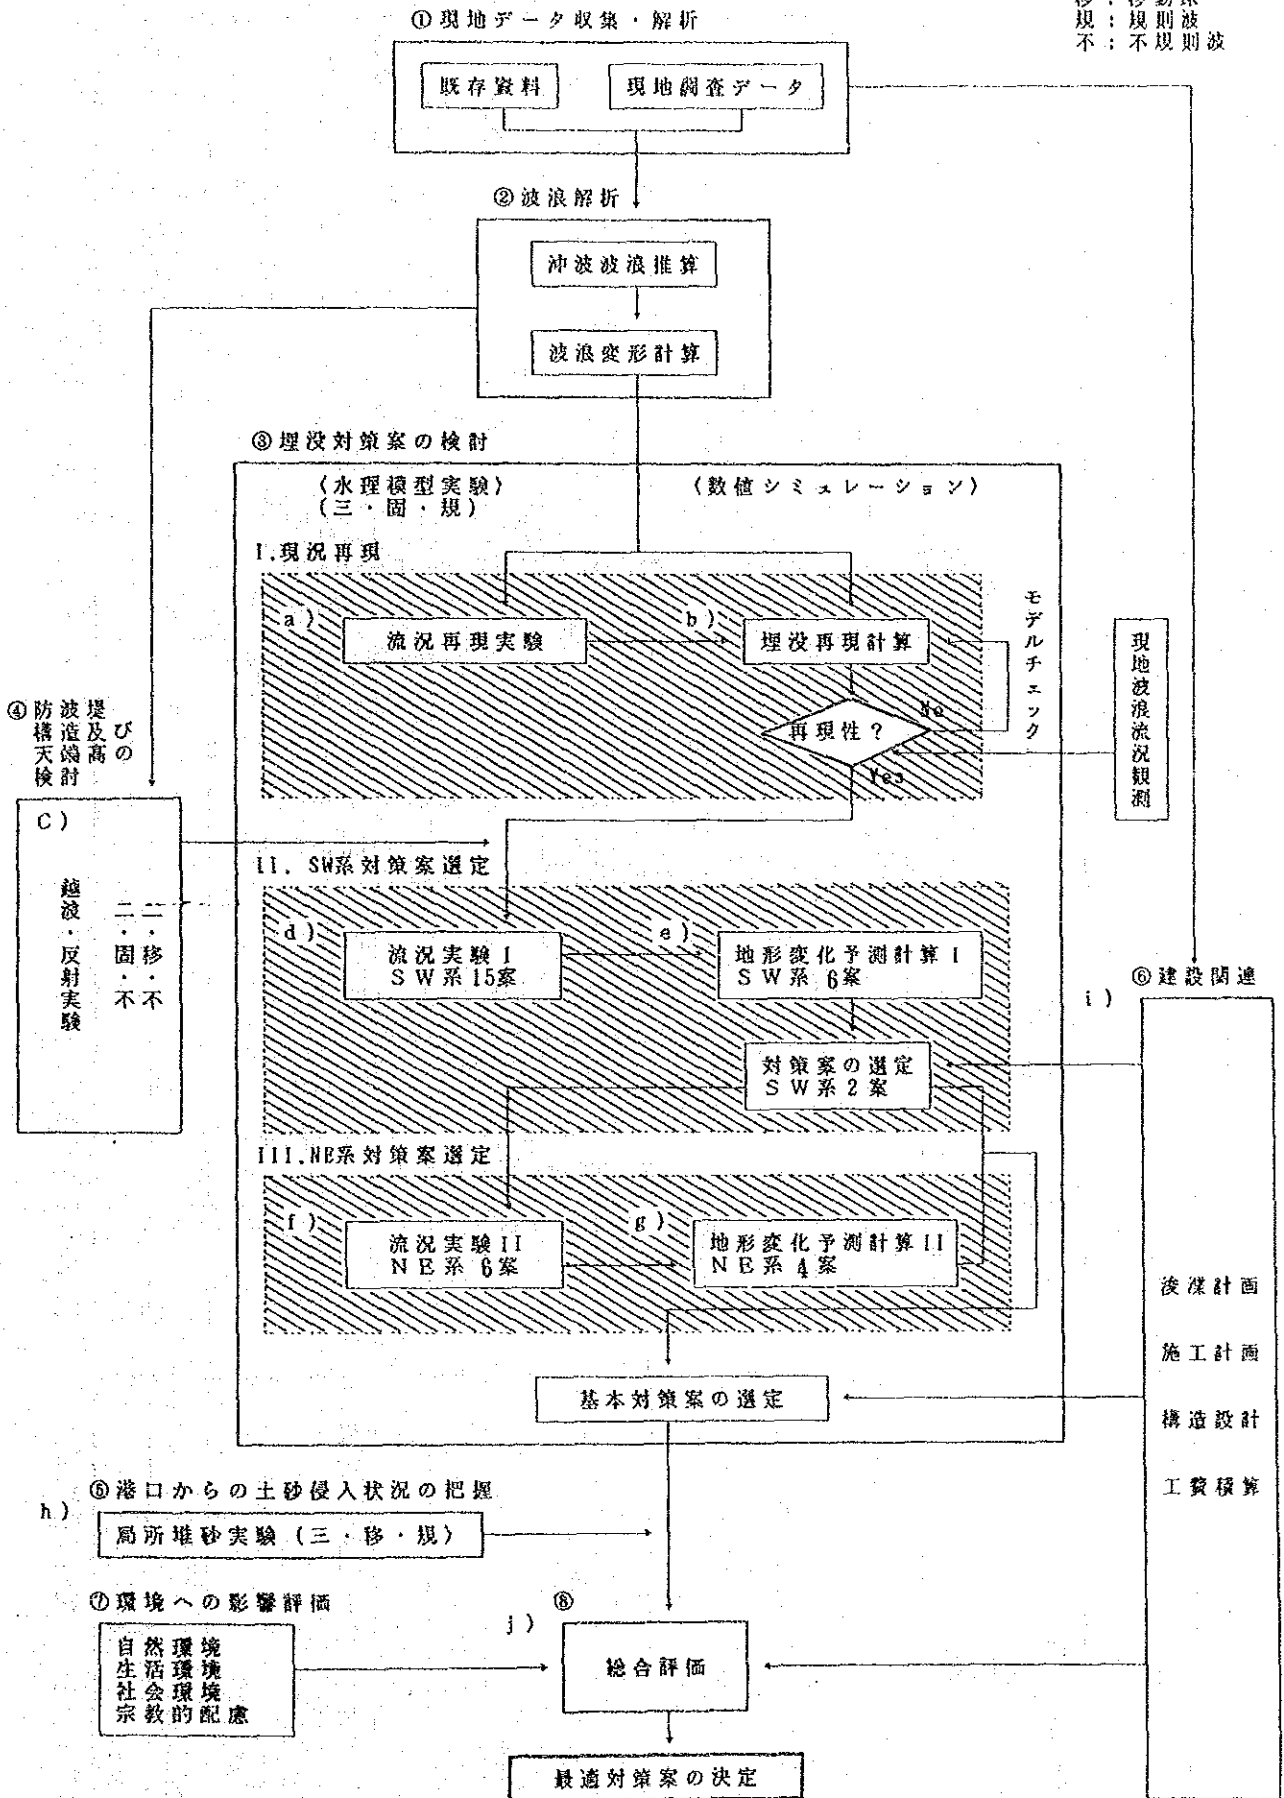 移：移動床
規：規則波
不：不規則波
①現地データ収集・解析
既存資料
現地調査データ
②波浪解析
沖波波浪推算
波浪変形計算
③埋没対策案の検討
〈水理模型実験〉
（三・固・規）
〈数値シミュレーション〉
I.現況再現
a）
流況再現実験
b）
埋没再現計算
モデルチェック
再現性？
No
Yes
現地波浪流況観測
④防波堤及びの
構造
天端高
検討
C）
越波・反射実験
二・固・不
二・移・不
II. SW系対策案選定
d）
流況実験I
SW系15案
e）
地形変化予測計算I
SW系 6案
対策案の選定
SW系2案
III.NE系対策案選定
f）
流況実験II
NE系 6案
g）
地形変化予測計算II
NE系 4案
基本対策案の選定
i）
⑥建設関連
浚渫計画
施工計画
構造設計
工費積算
⑤港口からの土砂侵入状況の把握
h）
局所堆砂実験（三・移・規）
⑦環境への影響評価
自然環境
生活環境
社会環境
宗教的配慮
j）
⑧
総合評価
最適対策案の決定